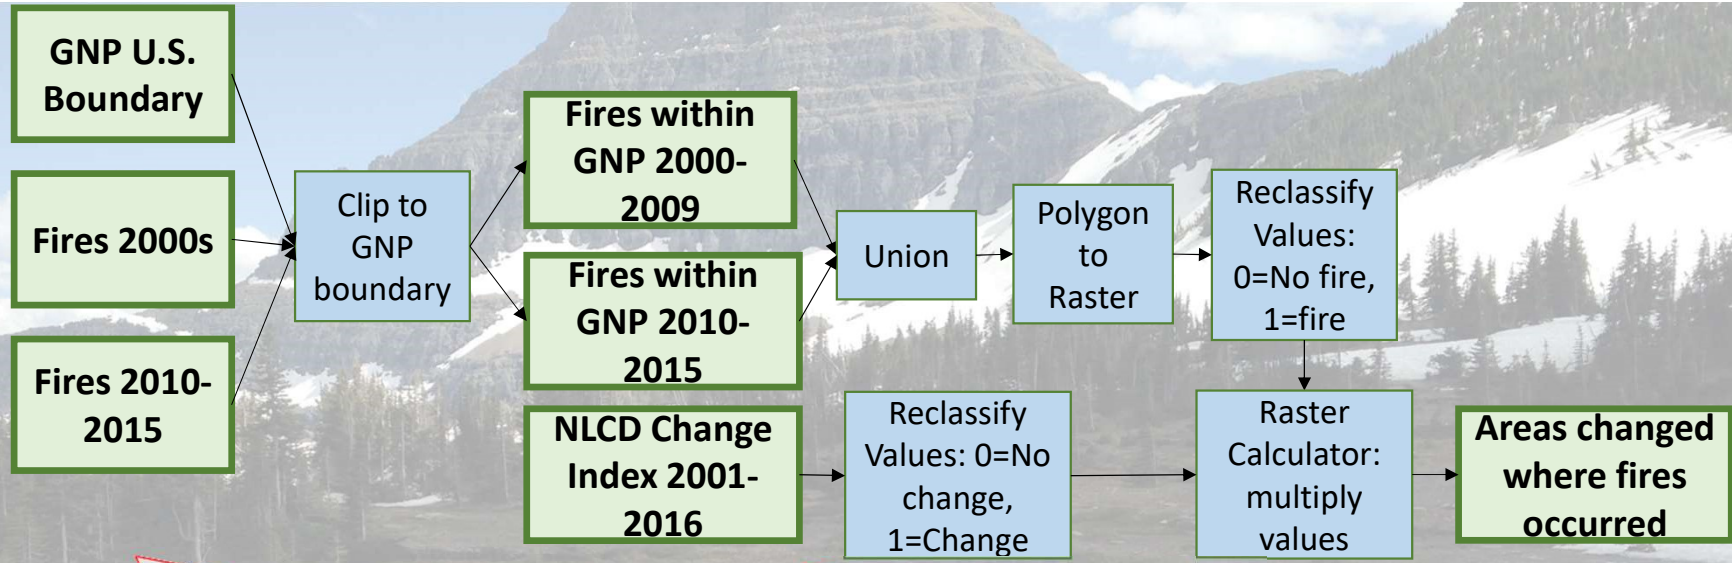 GNP U.S.
Boundary
Fires 2000s
Fires 2010-
2015
Clip to
GNP
boundary
Fires within
GNP 2000-
2009
Fires within
GNP 2010-
2015
NLCD Change
Index 2001-
2016
Union
Polygon
to
Raster
Reclassify
Values:
0=No fire,
1=fire
Reclassify
Values: 0=No
change,
1=Change
Raster
Calculator:
multiply
values
Areas changed
where fires
occurred